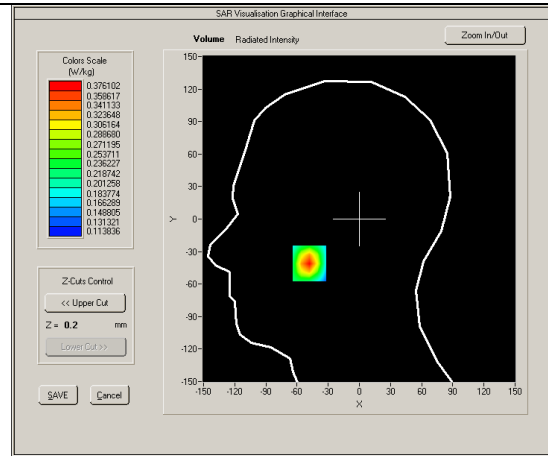 SAR Visualisation Graphical Interface
Volume Radiated Intensity
Zoom In/Out
Colors Scale
(W/kg)
0.376102
0.358617
0.341133
0.323648
0.306164
0.288680
0.271195
0.253711
0.236227
0.218742
0.201258
0.183774
0.166289
0.148805
0.131321
0.113836
Z-Cuts Control
<< Upper Cut
Z = 0.2 mm
Lower Cut >>
SAVE Cancel
150
120
90
60
30
0
-30
-60
-90
-120
-150
Y
-150 -120 -90 -60 -30 0 30 60 90 120 150
X